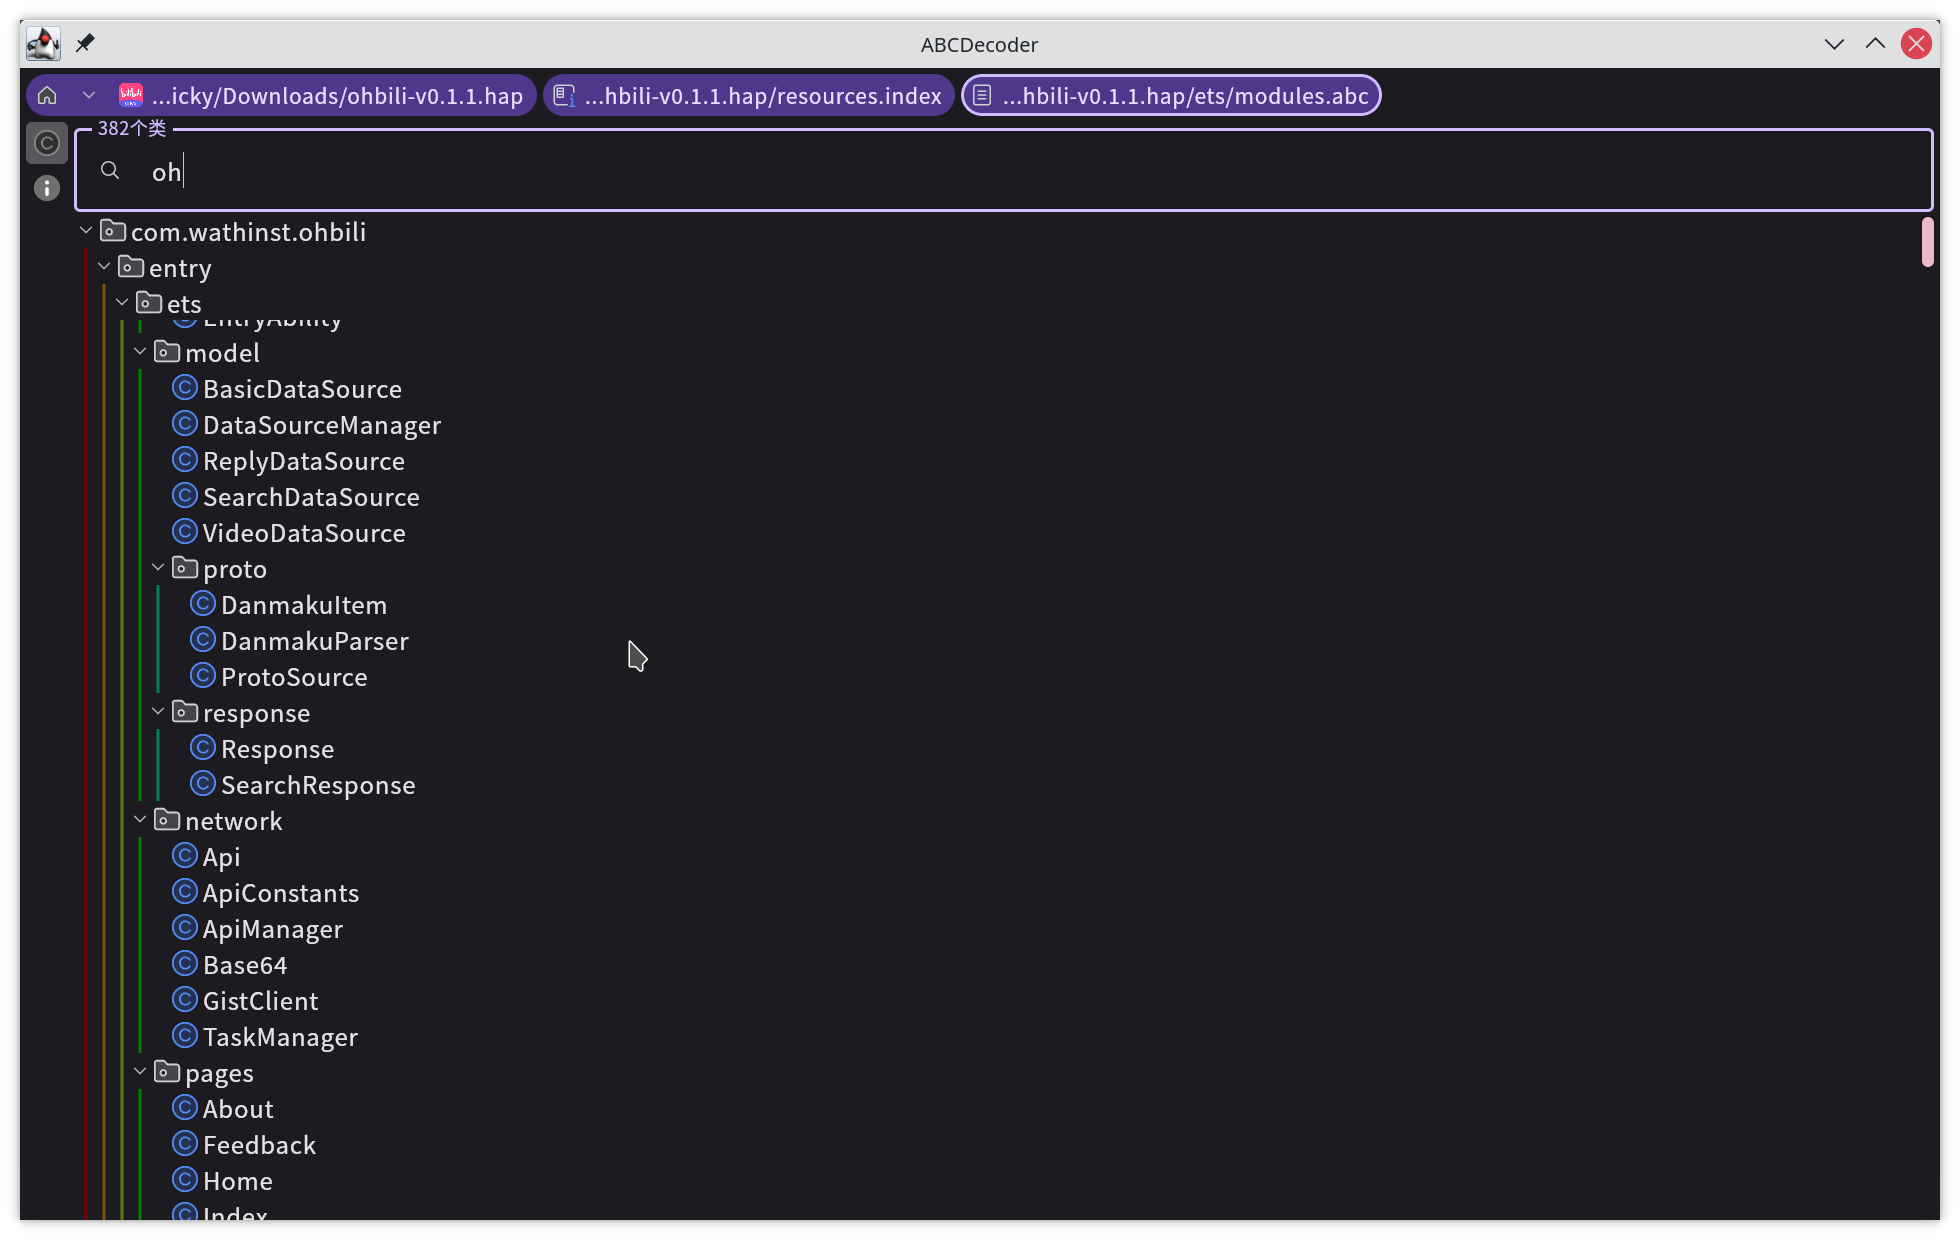 ABCDecoder
...icky/Downloads/ohbili-v0.1.1.hap
...hbili-v0.1.1.hap/resources.index
...hbili-v0.1.1.hap/ets/modules.abc
382个类
oh
com.wathinst.ohbili
entry
ets
EntryAbility
model
BasicDataSource
DataSourceManager
ReplyDataSource
SearchDataSource
VideoDataSource
proto
DanmakuItem
DanmakuParser
ProtoSource
response
Response
SearchResponse
network
Api
ApiConstants
ApiManager
Base64
GistClient
TaskManager
pages
About
Feedback
Home
Index